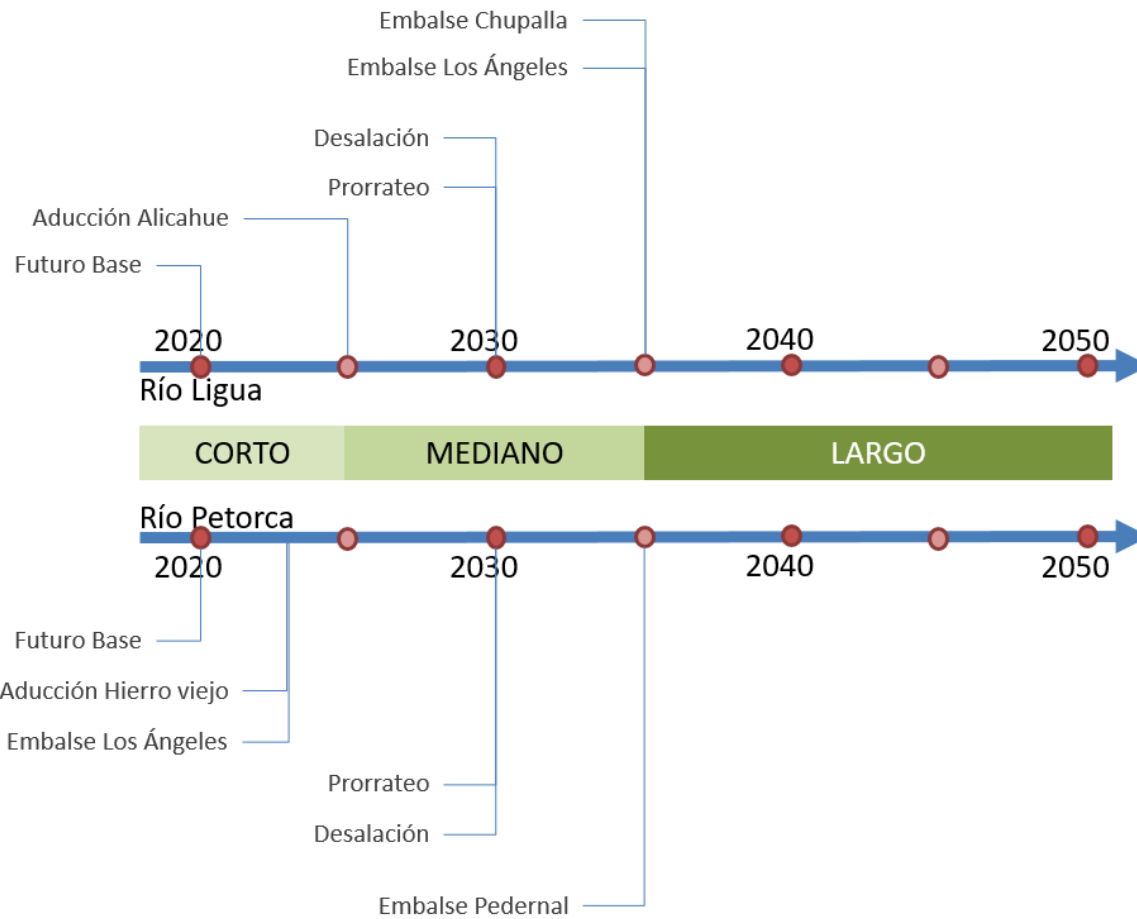 Embalse Chupalla
Embalse Los Ángeles
Desalación
Prorrateo
Aducción Alicahue
Futuro Base
2020 2030 2040 2050
Río Ligua
CORTO MEDIANO LARGO
Río Petorca
2020 2030 2040 2050
Futuro Base
Aducción Hierro viejo
Embalse Los Ángeles
Prorrateo
Desalación
Embalse Pedernal